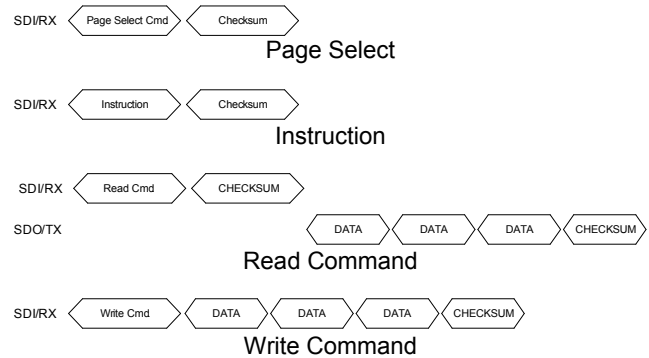 SDI/RX Page Select Cmd Checksum
Page Select
SDI/RX Instruction Checksum
Instruction
SDI/RX Read Cmd CHECKSUM
SDO/TX DATA DATA DATA CHECKSUM
Read Command
SDI/RX Write Cmd DATA DATA DATA CHECKSUM
Write Command